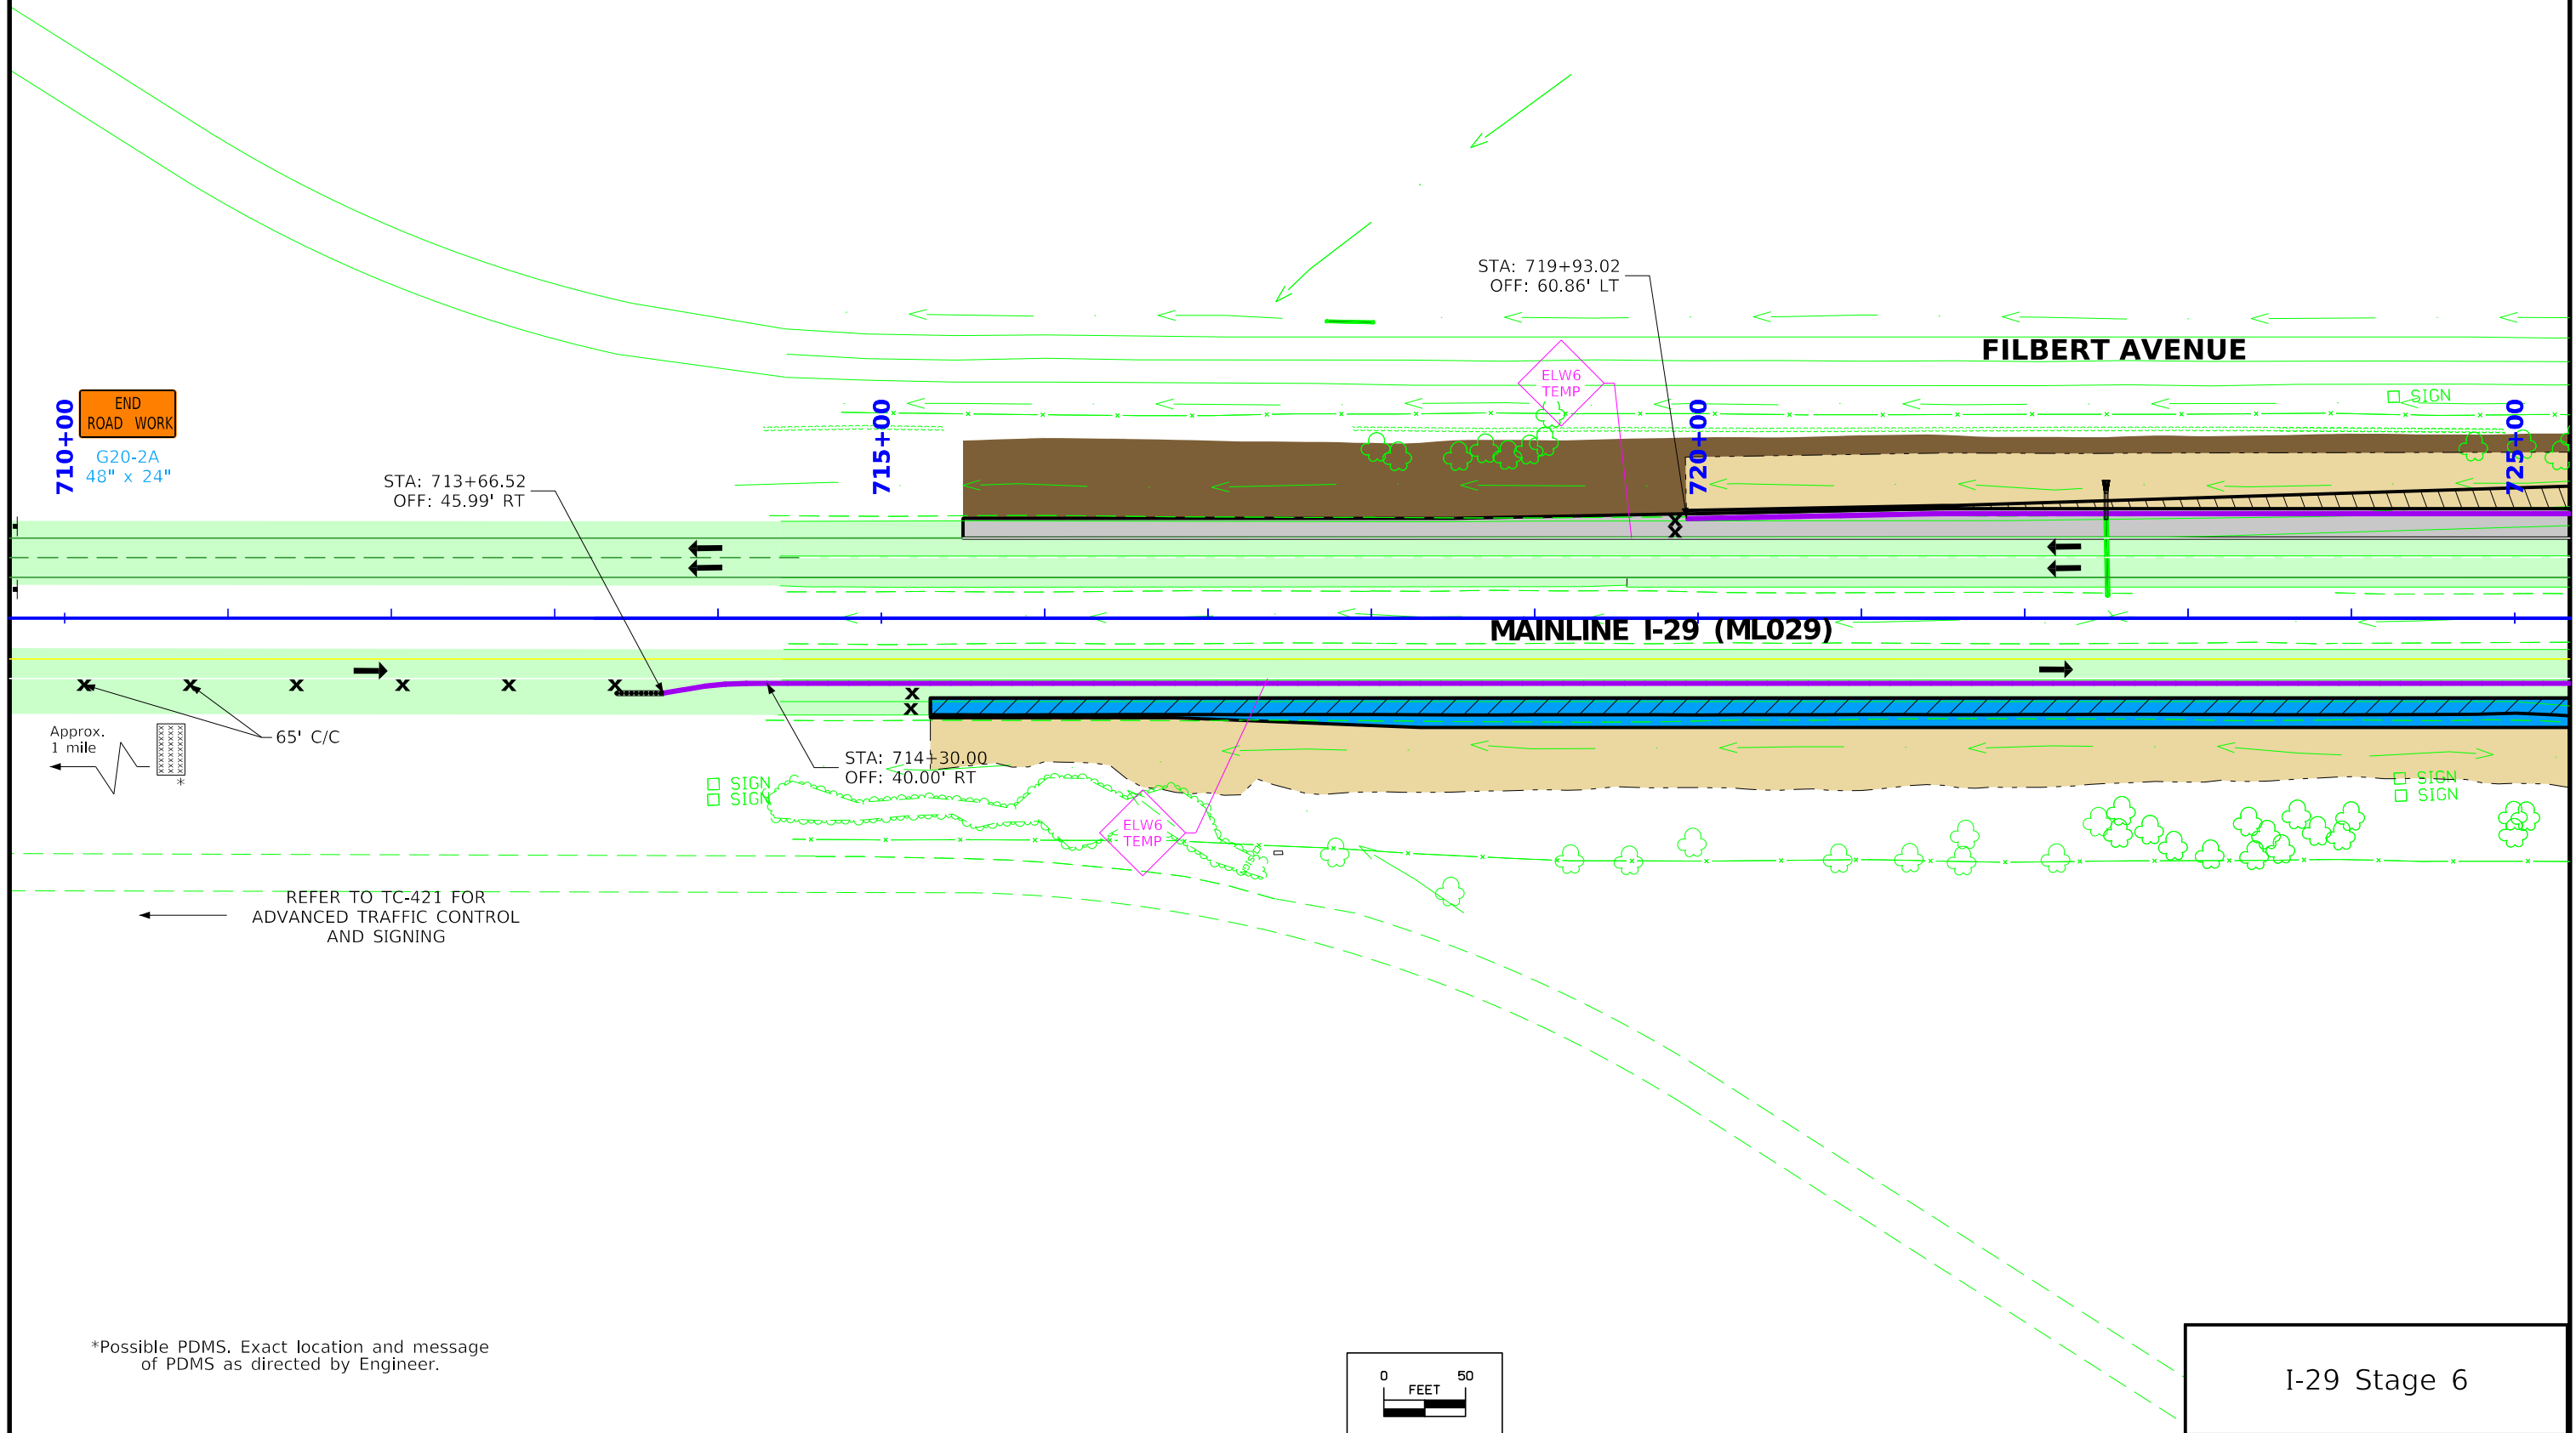 STA: 719+93.02
OFF: 60.86' LT
FILBERT AVENUE
ELW6
TEMP
SIGN
END
ROAD WORK
G20-2A
48" x 24"
710+00
715+00
720+00
725+00
STA: 713+66.52
OFF: 45.99' RT
MAINLINE I-29 (ML029)
X X X X X X
X
X
X
X
65' C/C
Approx.
1 mile
*
STA: 714+30.00
OFF: 40.00' RT
SIGN
SIGN
SIGN
SIGN
ELW6
TEMP
REFER TO TC-421 FOR
ADVANCED TRAFFIC CONTROL
AND SIGNING
*Possible PDMS. Exact location and message
of PDMS as directed by Engineer.
0 50
FEET
I-29 Stage 6